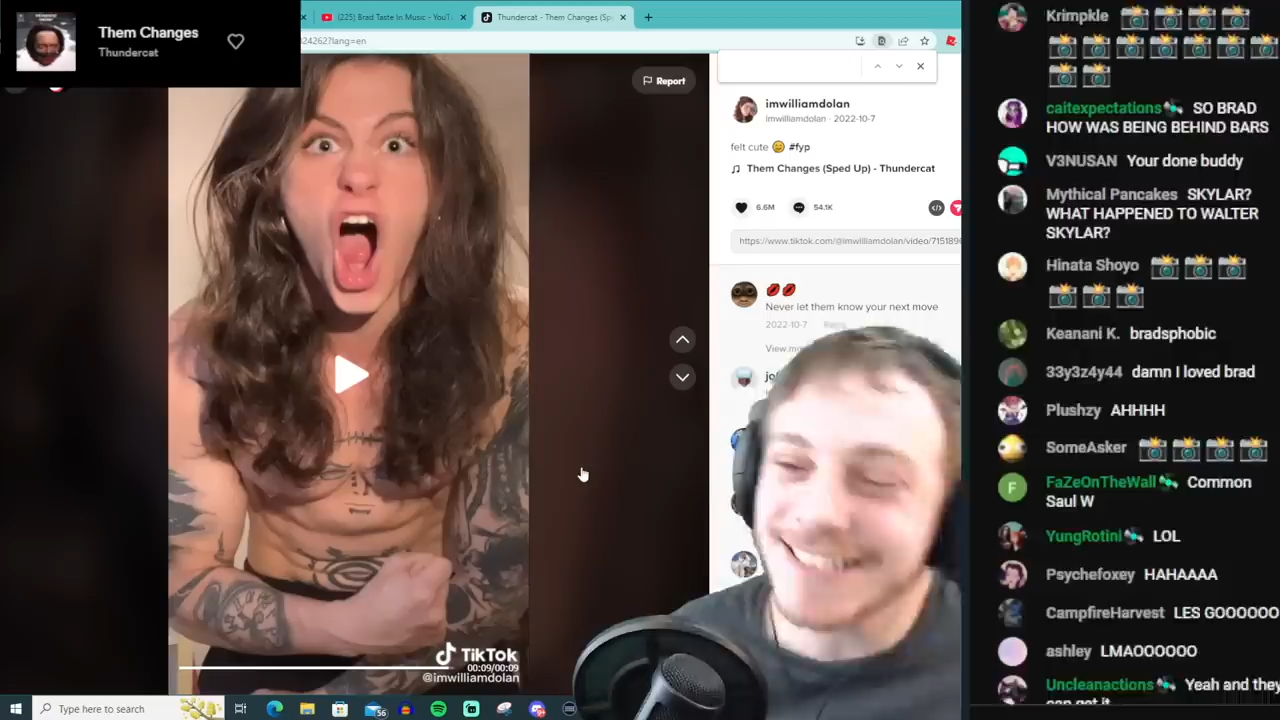 Them Changes
Thundercat
(225) Brad Taste In Music - YouT
Thundercat - Them Changes (Sp
242627?lang=en
Report
imwilliamdolan
imwilliamdolan · 2022-10-7
felt cute 😊 #fyp
Them Changes (Sped Up) - Thundercat
6.6M
54.1K
https://www.tiktok.com/@imwilliamdolan/video/7151890
💋💋
Never let them know your next move
2022-10-7
View mo
TikTok
00:09/00:09
@imwilliamdolan
Type here to search
56
Krimpkle 📸 📸 📸 📸
📸 📸 📸 📸 📸 📸 📸
📸 📸
caitexpectations SO BRAD
HOW WAS BEING BEHIND BARS
V3NUSAN Your done buddy
Mythical Pancakes SKYLAR?
WHAT HAPPENED TO WALTER
SKYLAR?
Hinata Shoyo 📸 📸 📸
📸 📸 📸
Keanani K. bradsphobic
33y3z4y44 damn I loved brad
Plushzy AHHHH
SomeAsker 📸 📸 📸 📸
F
FaZeOnTheWall Common
Saul W
YungRotini LOL
Psychefoxey HAHAAAA
CampfireHarvest LES GOOOOOO
ashley LMAOOOOOO
Uncleanactions Yeah and they